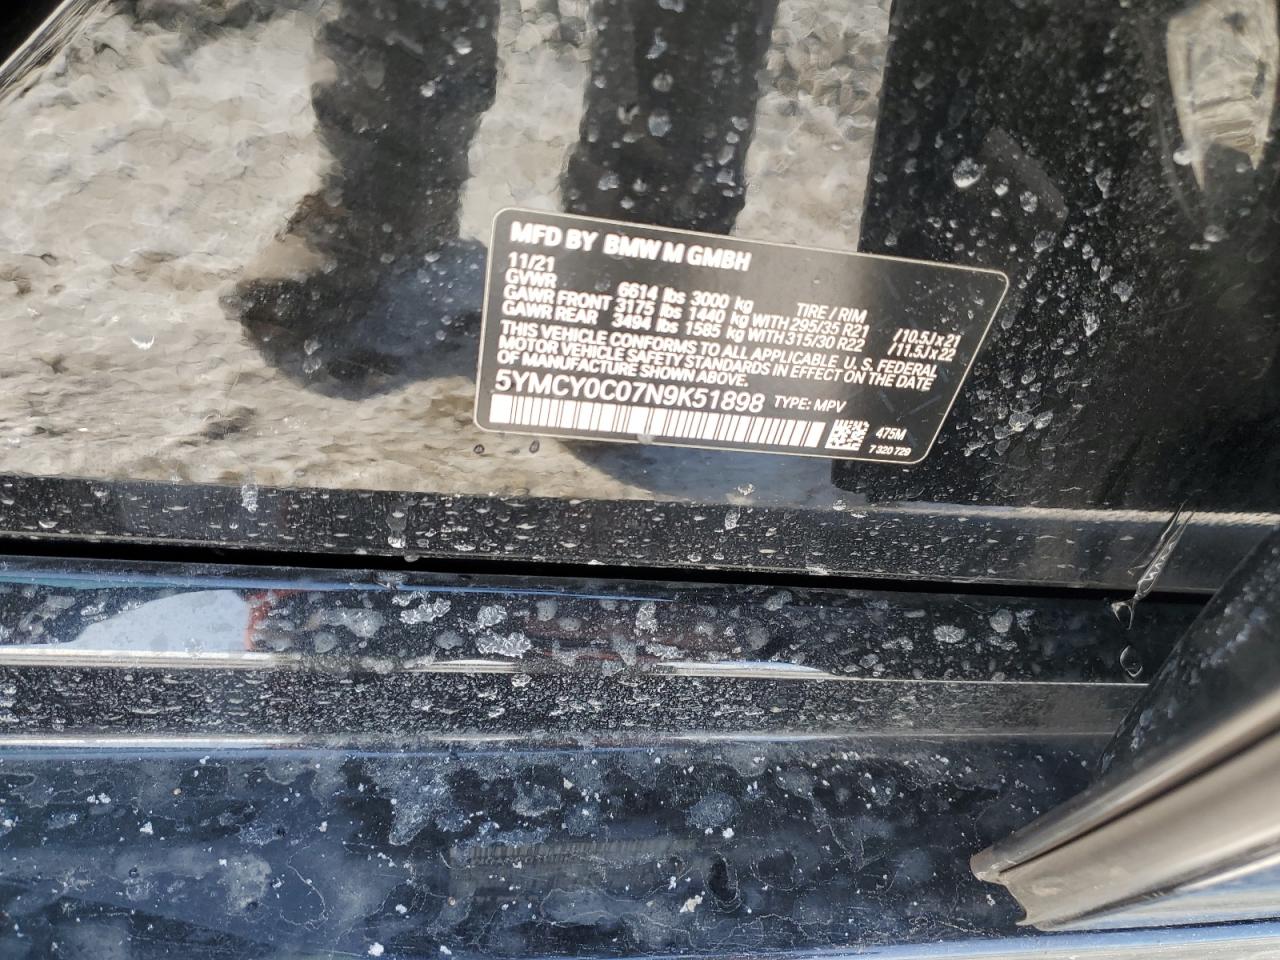 MFD BY BMW M GMBH
11/21
GVWR 6614 lbs 3000 kg TIRE / RIM
GAWR FRONT 3175 lbs 1440 kg WITH 295/35 R21 /10.5J x 21
GAWR REAR 3494 lbs 1585 kg WITH 315/30 R22 /11.5J x 22
THIS VEHICLE CONFORMS TO ALL APPLICABLE U.S. FEDERAL
MOTOR VEHICLE SAFETY STANDARDS IN EFFECT ON THE DATE
OF MANUFACTURE SHOWN ABOVE.
5YMCY0C07N9K51898 TYPE: MPV
475M
7 320 729